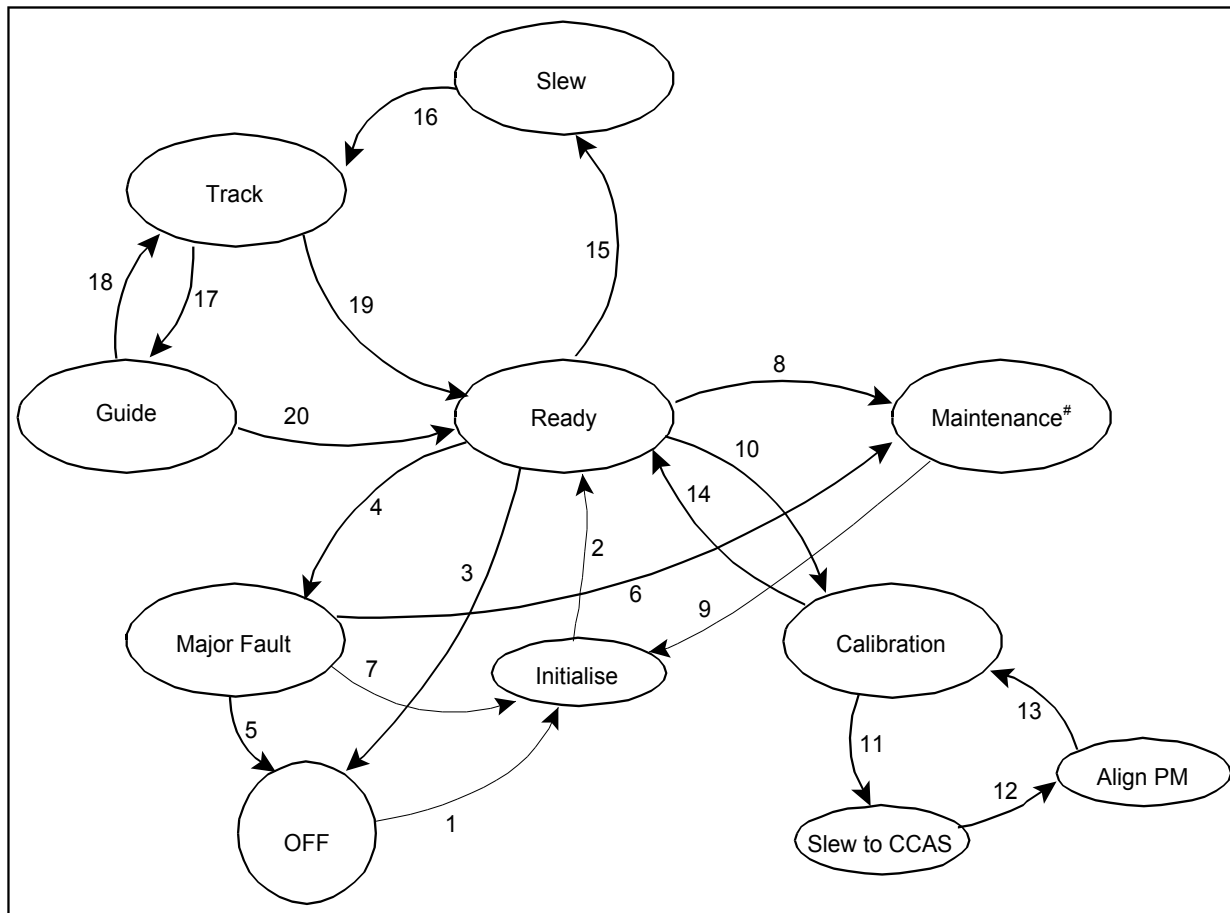 Slew
16
Track
15
18
17
19
8
Guide
20
Ready
Maintenance#
10
14
4
2
3
6
9
Major Fault
7
Initialise
Calibration
5
13
11
Align PM
12
1
OFF
Slew to CCAS